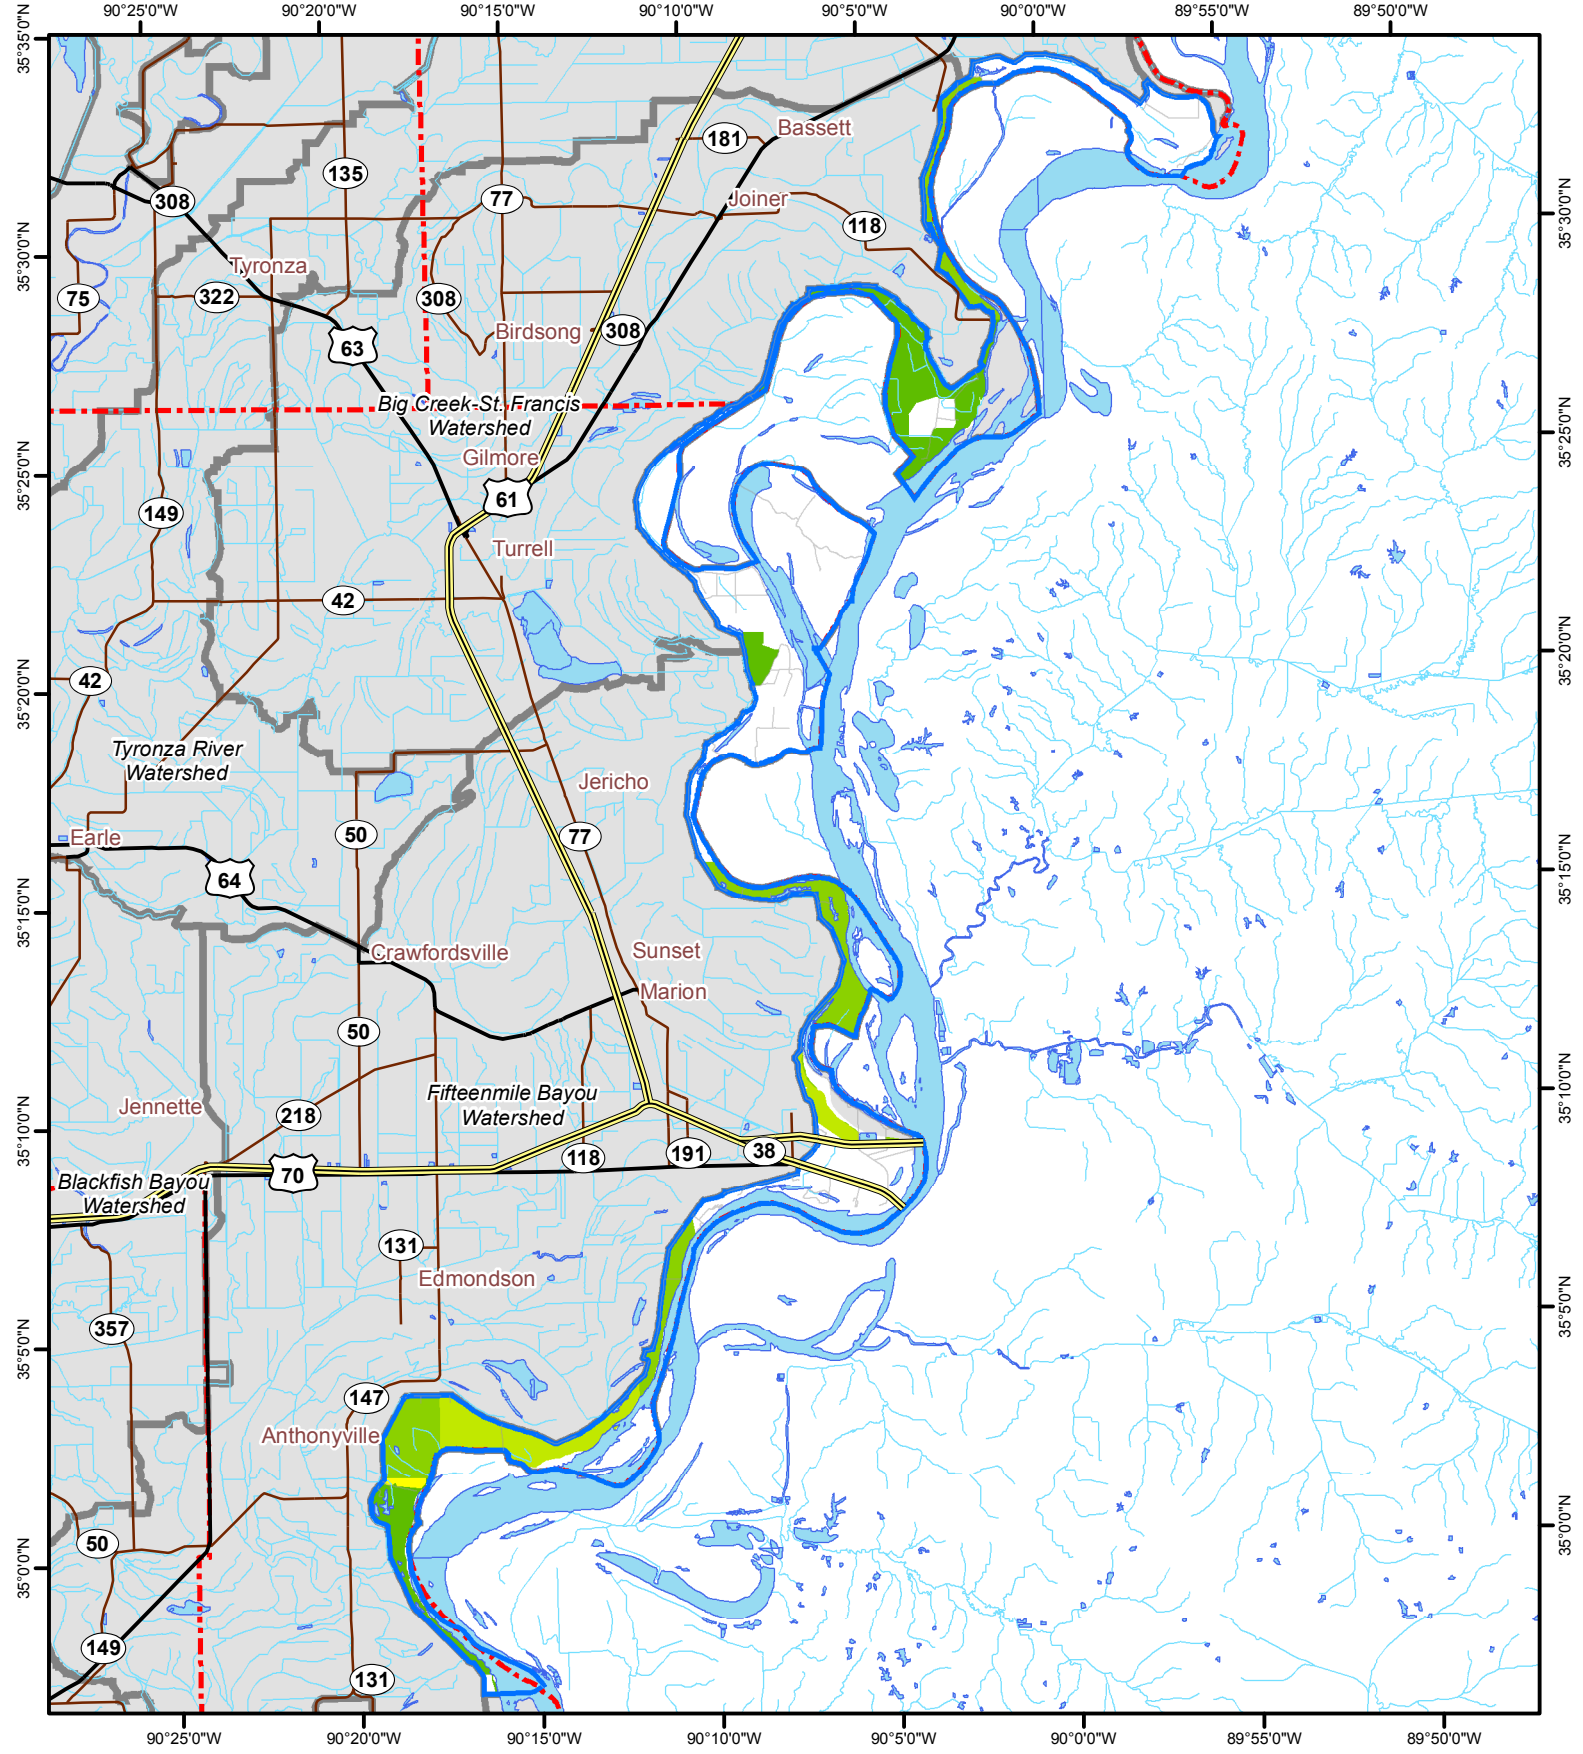 90°25'0"W
90°20'0"W
90°15'0"W
90°10'0"W
90°5'0"W
90°0'0"W
89°55'0"W
89°50'0"W
35°35'0"N
35°30'0"N
35°25'0"N
35°20'0"N
35°15'0"N
35°10'0"N
35°5'0"N
35°0'0"N
35°30'0"N
35°25'0"N
35°20'0"N
35°15'0"N
35°10'0"N
35°5'0"N
35°0'0"N
Bassett
181
135
308
77
Joiner
118
Tyronza
75
322
308
Birdsong
308
63
Big Creek-St. Francis
Watershed
Gilmore
61
149
Turrell
42
42
Tyronza River
Watershed
Jericho
50
77
Earle
64
Crawfordsville
Sunset
Marion
50
Fifteenmile Bayou
Watershed
Jennette
218
118
191
38
70
Blackfish Bayou
Watershed
131
Edmondson
357
147
Anthonyville
50
149
131
90°25'0"W
90°20'0"W
90°15'0"W
90°10'0"W
90°5'0"W
90°0'0"W
89°55'0"W
89°50'0"W